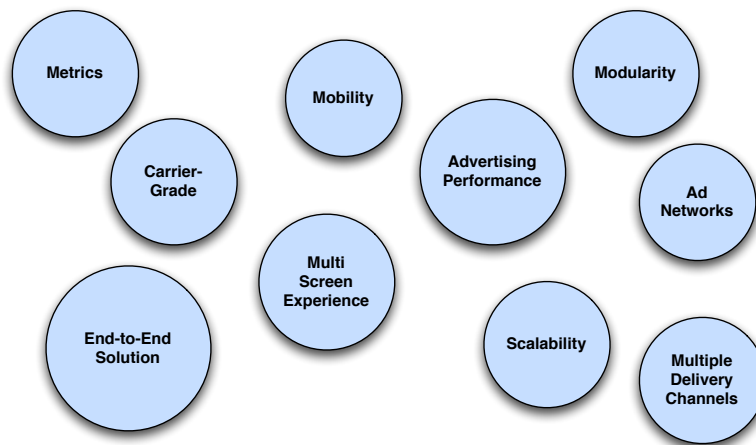 Metrics
Mobility
Modularity
Carrier-
Grade
Advertising
Performance
Ad
Networks
Multi
Screen
Experience
End-to-End
Solution
Scalability
Multiple
Delivery
Channels